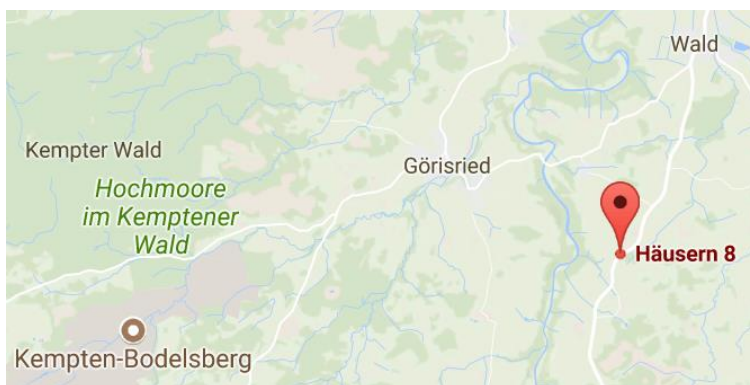 Wald
Kempter Wald
Görisried
Hochmoore
im Kemptener
Wald
Häusern 8
Kempten-Bodelsberg